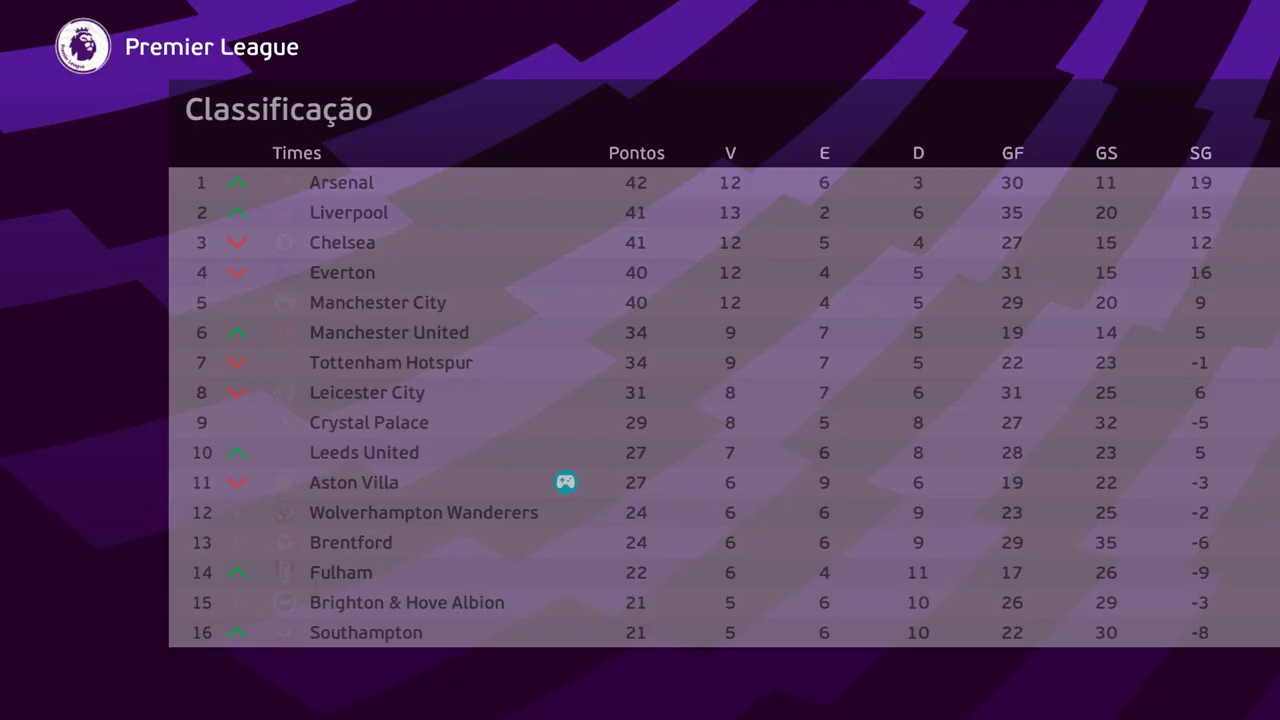 Premier League
Classificação
Times Pontos V E D GF GS SG
1 Arsenal 42 12 6 3 30 11 19
2 Liverpool 41 13 2 6 35 20 15
3 Chelsea 41 12 5 4 27 15 12
4 Everton 40 12 4 5 31 15 16
5 Manchester City 40 12 4 5 29 20 9
6 Manchester United 34 9 7 5 19 14 5
7 Tottenham Hotspur 34 9 7 5 22 23 -1
8 Leicester City 31 8 7 6 31 25 6
9 Crystal Palace 29 8 5 8 27 32 -5
10 Leeds United 27 7 6 8 28 23 5
11 Aston Villa 27 6 9 6 19 22 -3
12 Wolverhampton Wanderers 24 6 6 9 23 25 -2
13 Brentford 24 6 6 9 29 35 -6
14 Fulham 22 6 4 11 17 26 -9
15 Brighton & Hove Albion 21 5 6 10 26 29 -3
16 Southampton 21 5 6 10 22 30 -8